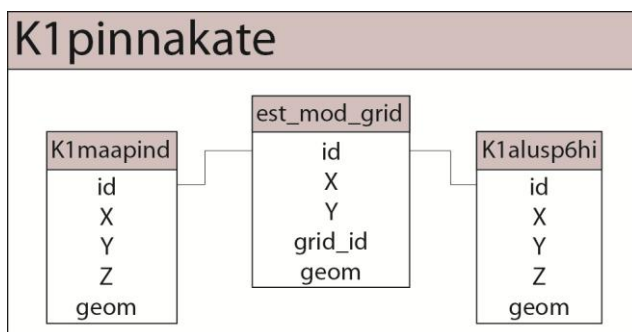 K1pinnakate
K1maapind
id
X
Y
Z
geom
est_mod_grid
id
X
Y
grid_id
geom
K1alusp6hi
id
X
Y
Z
geom